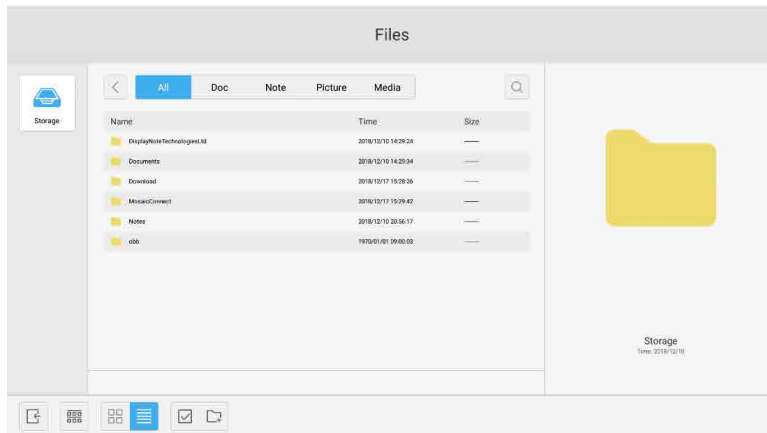 Files
Storage
All Doc Note Picture Media
Name Time Size
DisplayNoteTechnologiesLtd 2018/12/10 14:29:24
Documents 2018/12/10 14:29:34
Download 2018/12/17 15:28:26
MosaicConnect 2018/12/17 15:29:42
Notes 2018/12/10 20:56:17
obb 1970/01/01 09:00:03
Storage
Time: 2018/12/10